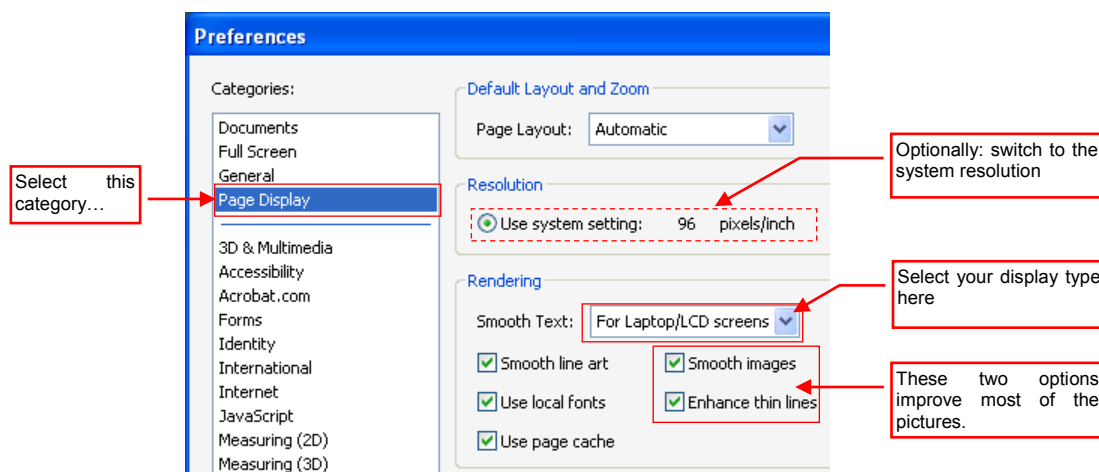 Preferences
Categories:
Documents
Full Screen
General
Page Display
3D & Multimedia
Accessibility
Acrobat.com
Forms
Identity
International
Internet
JavaScript
Measuring (2D)
Measuring (3D)
Default Layout and Zoom
Page Layout: Automatic
Resolution
Use system setting: 96 pixels/inch
Rendering
Smooth Text: For Laptop/LCD screens
Smooth line art
Smooth images
Use local fonts
Enhance thin lines
Use page cache
Select this
category…
Optionally: switch to the
system resolution
Select your display type
here
These two options
improve most of the
pictures.